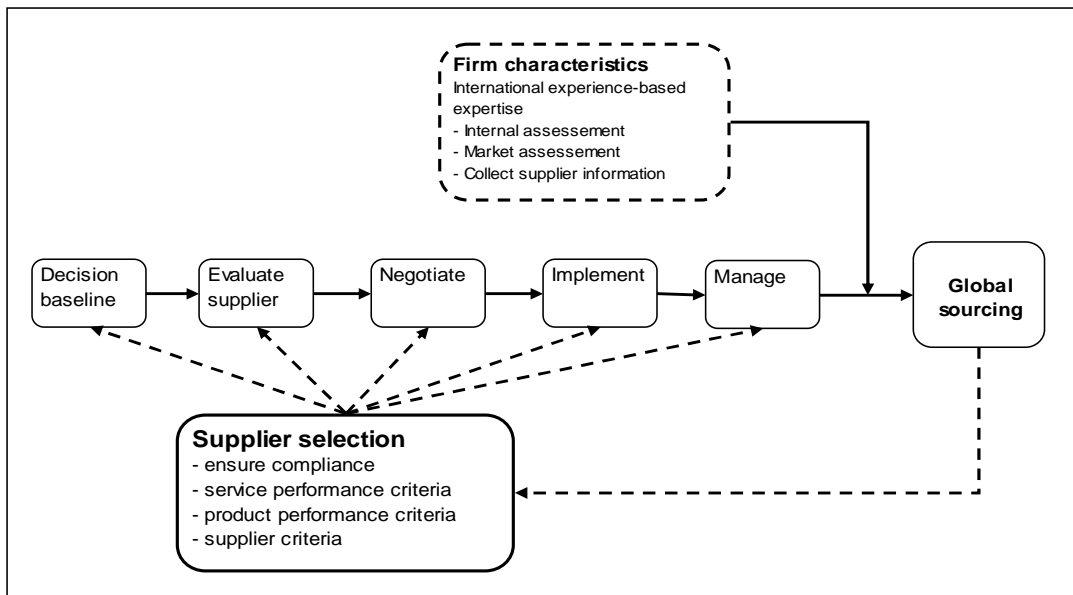 Firm characteristics
International experience-based
expertise
- Internal assessement
- Market assessement
- Collect supplier information
Decision
baseline
Evaluate
supplier
Negotiate
Implement
Manage
Global
sourcing
Supplier selection
- ensure compliance
- service performance criteria
- product performance criteria
- supplier criteria